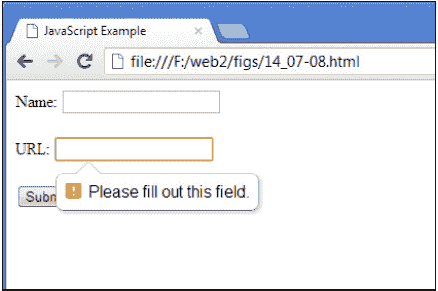 JavaScript Example
file:///F:/web2/figs/14_07-08.html
Name:
URL:
Please fill out this field.